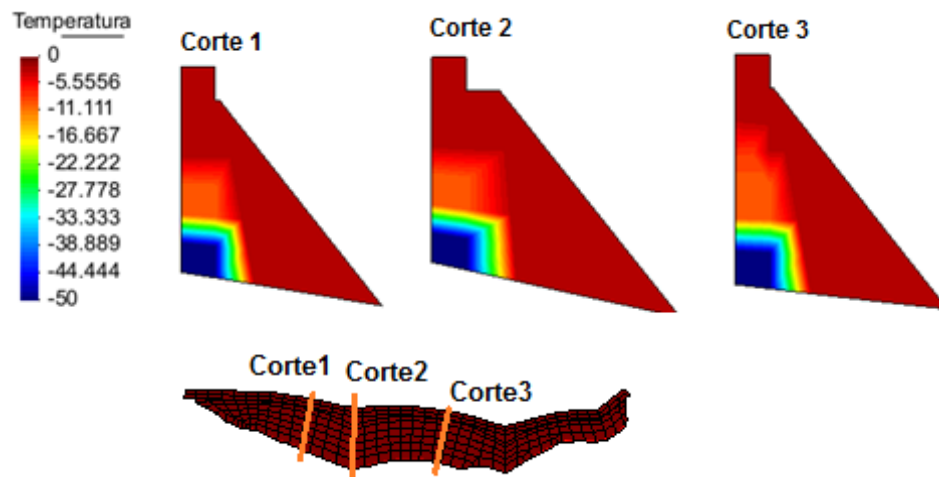 Temperatura
0
-5.5556
-11.111
-16.667
-22.222
-27.778
-33.333
-38.889
-44.444
-50
Corte 1
Corte 2
Corte 3
Corte1
Corte2
Corte3